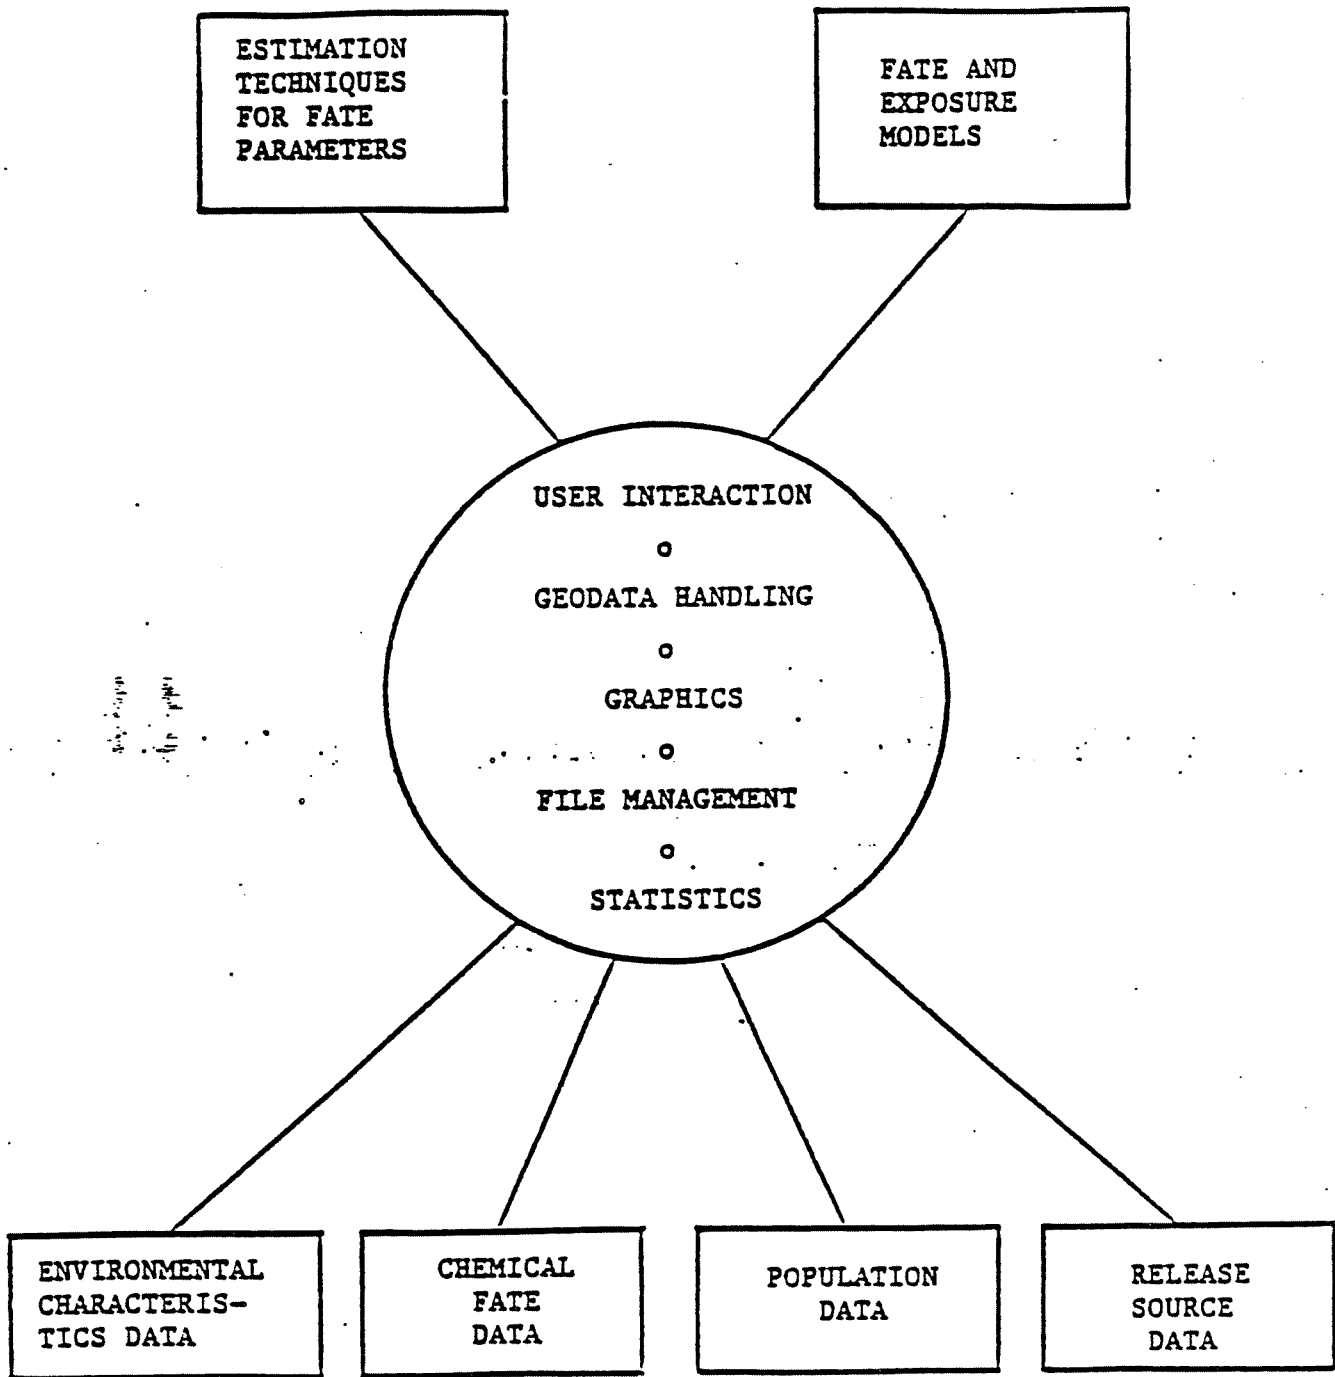 ESTIMATION
TECHNIQUES
FOR FATE
PARAMETERS
FATE AND
EXPOSURE
MODELS
USER INTERACTION
o
GEODATA HANDLING
o
GRAPHICS
o
FILE MANAGEMENT
o
STATISTICS
ENVIRONMENTAL
CHARACTERIS-
TICS DATA
CHEMICAL
FATE
DATA
POPULATION
DATA
RELEASE
SOURCE
DATA